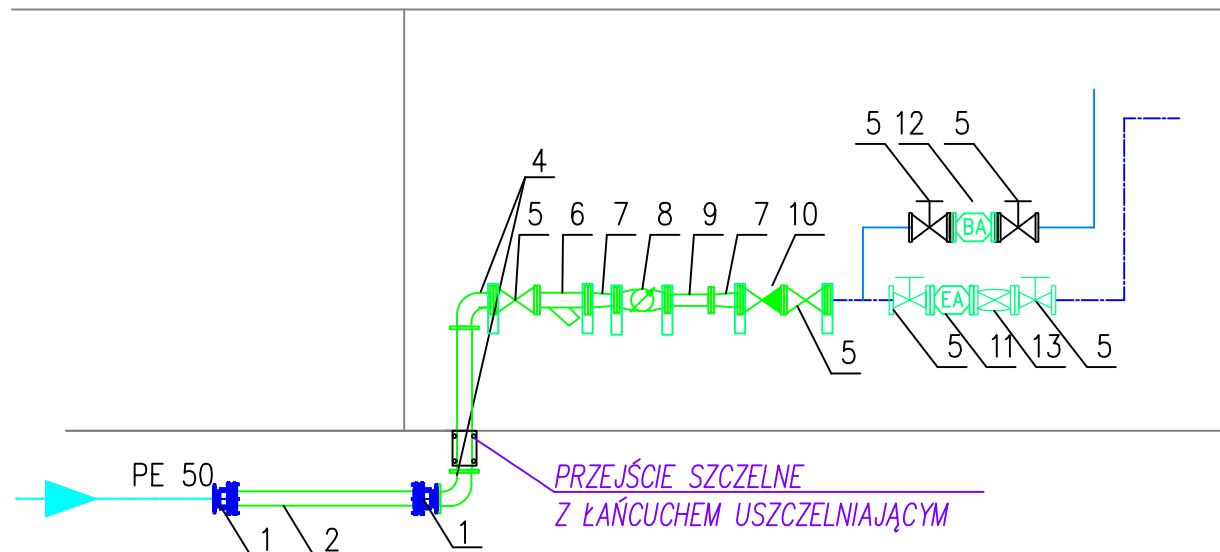 5 12 5
BA
4
5 6 7 8 9 7 10
EA
5 5 11 13 5
PE 50
PRZEJŚCIE SZCZELNE
Z ŁAŃCUCHEM USZCZELNIAJĄCYM
1 2 1